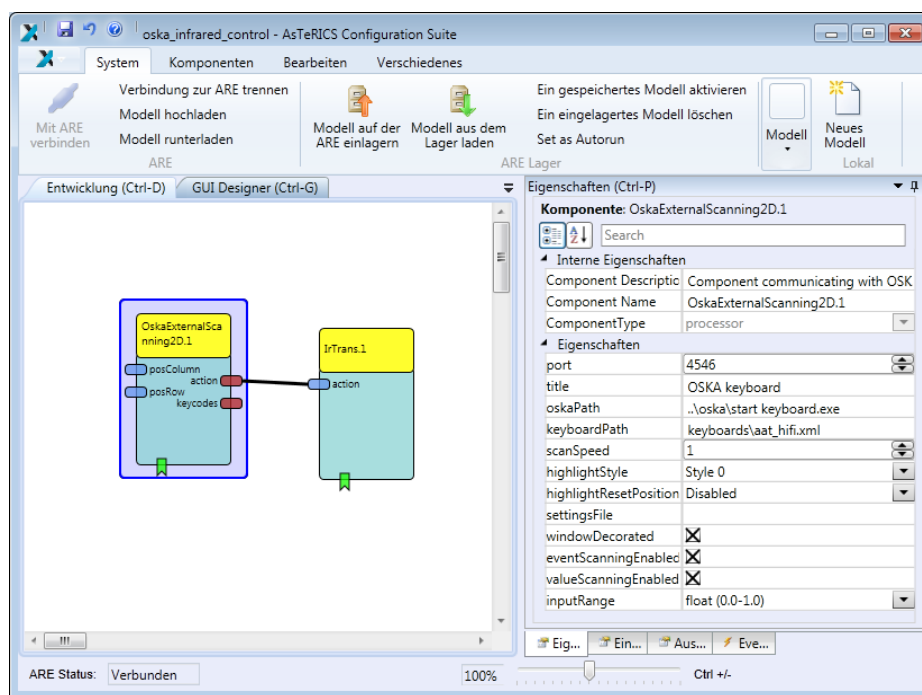 oska_infrared_control - AsTeRICS Configuration Suite
System Komponenten Bearbeiten Verschiedenes
Mit ARE
verbinden
Verbindung zur ARE trennen
Modell hochladen
Modell runterladen
ARE
Modell auf der
ARE einlagern
Modell aus dem
Lager laden
Ein gespeichertes Modell aktivieren
Ein eingelagertes Modell löschen
Set as Autorun
ARE Lager
Modell
Neues
Modell
Lokal
Entwicklung (Ctrl-D) GUI Designer (Ctrl-G)
OskaExternalSca
nning2D.1
posColumn
action
posRow
keycodes
IrTrans.1
action
Eigenschaften (Ctrl-P)
Komponente: OskaExternalScanning2D.1
Search
Interne Eigenschaften
Component Descriptio Component communicating with OSK
Component Name OskaExternalScanning2D.1
ComponentType processor
Eigenschaften
port 4546
title OSKA keyboard
oskaPath ..\oska\start keyboard.exe
keyboardPath keyboards\aat_hifi.xml
scanSpeed 1
highlightStyle Style 0
highlightResetPosition Disabled
settingsFile
windowDecorated
eventScanningEnabled
valueScanningEnabled
inputRange float (0.0-1.0)
Eig... Ein... Aus... Eve...
ARE Status: Verbunden 100% Ctrl +/-